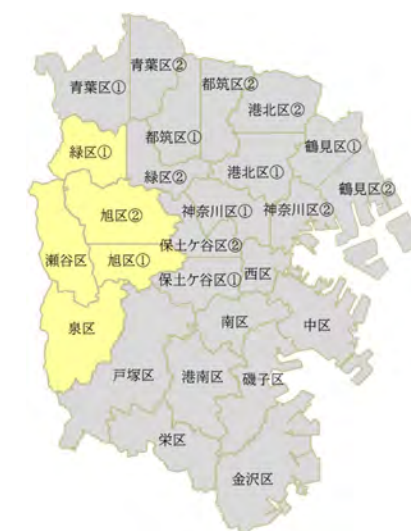 青葉区②
青葉区①
都筑区②
港北区②
都筑区①
鶴見区①
緑区①
港北区①
緑区②
鶴見区②
旭区②
神奈川区①
神奈川区②
保土ケ谷区②
瀬谷区
旭区①
西区
保土ケ谷区①
泉区
南区
中区
戸塚区
港南区
磯子区
栄区
金沢区